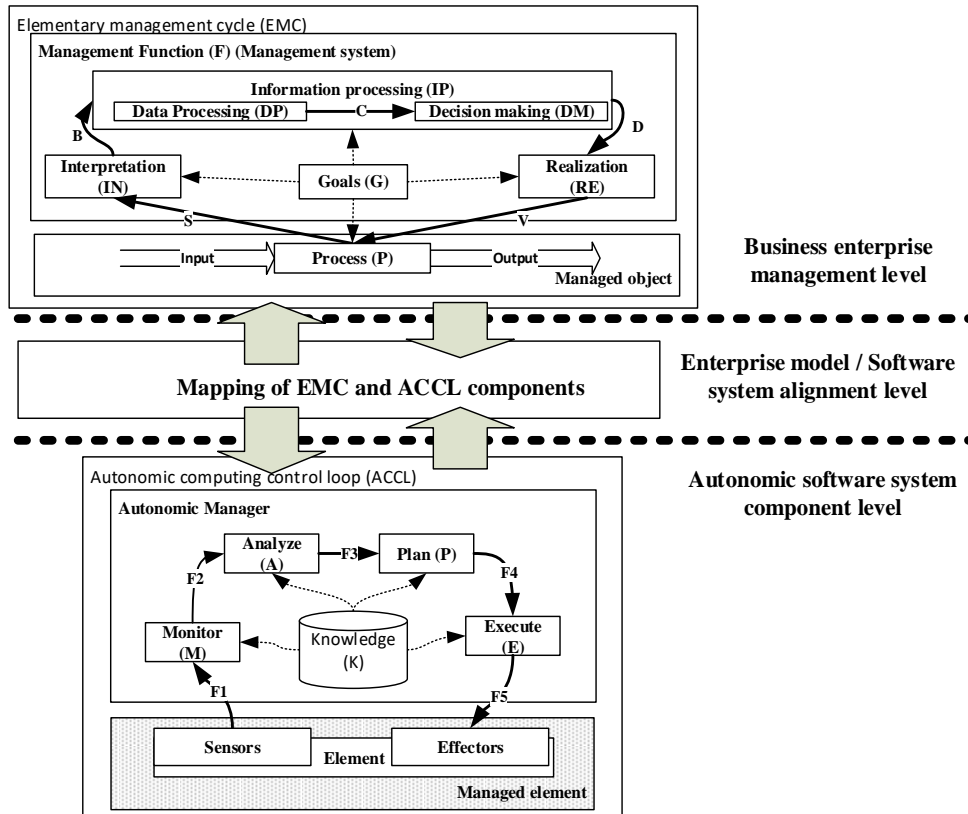 Elementary management cycle (EMC)
Management Function (F) (Management system)
Information processing (IP)
Data Processing (DP)
C
Decision making (DM)
B
D
Interpretation
(IN)
Goals (G)
Realization
(RE)
S
V
Input
Process (P)
Output
Managed object
Business enterprise
management level
Mapping of EMC and ACCL components
Enterprise model / Software
system alignment level
Autonomic computing control loop (ACCL)
Autonomic software system
component level
Autonomic Manager
Analyze
(A)
F3
Plan (P)
F2
F4
Monitor
(M)
Knowledge
(K)
Execute
(E)
F1
F5
Sensors
Effectors
Element
Managed element